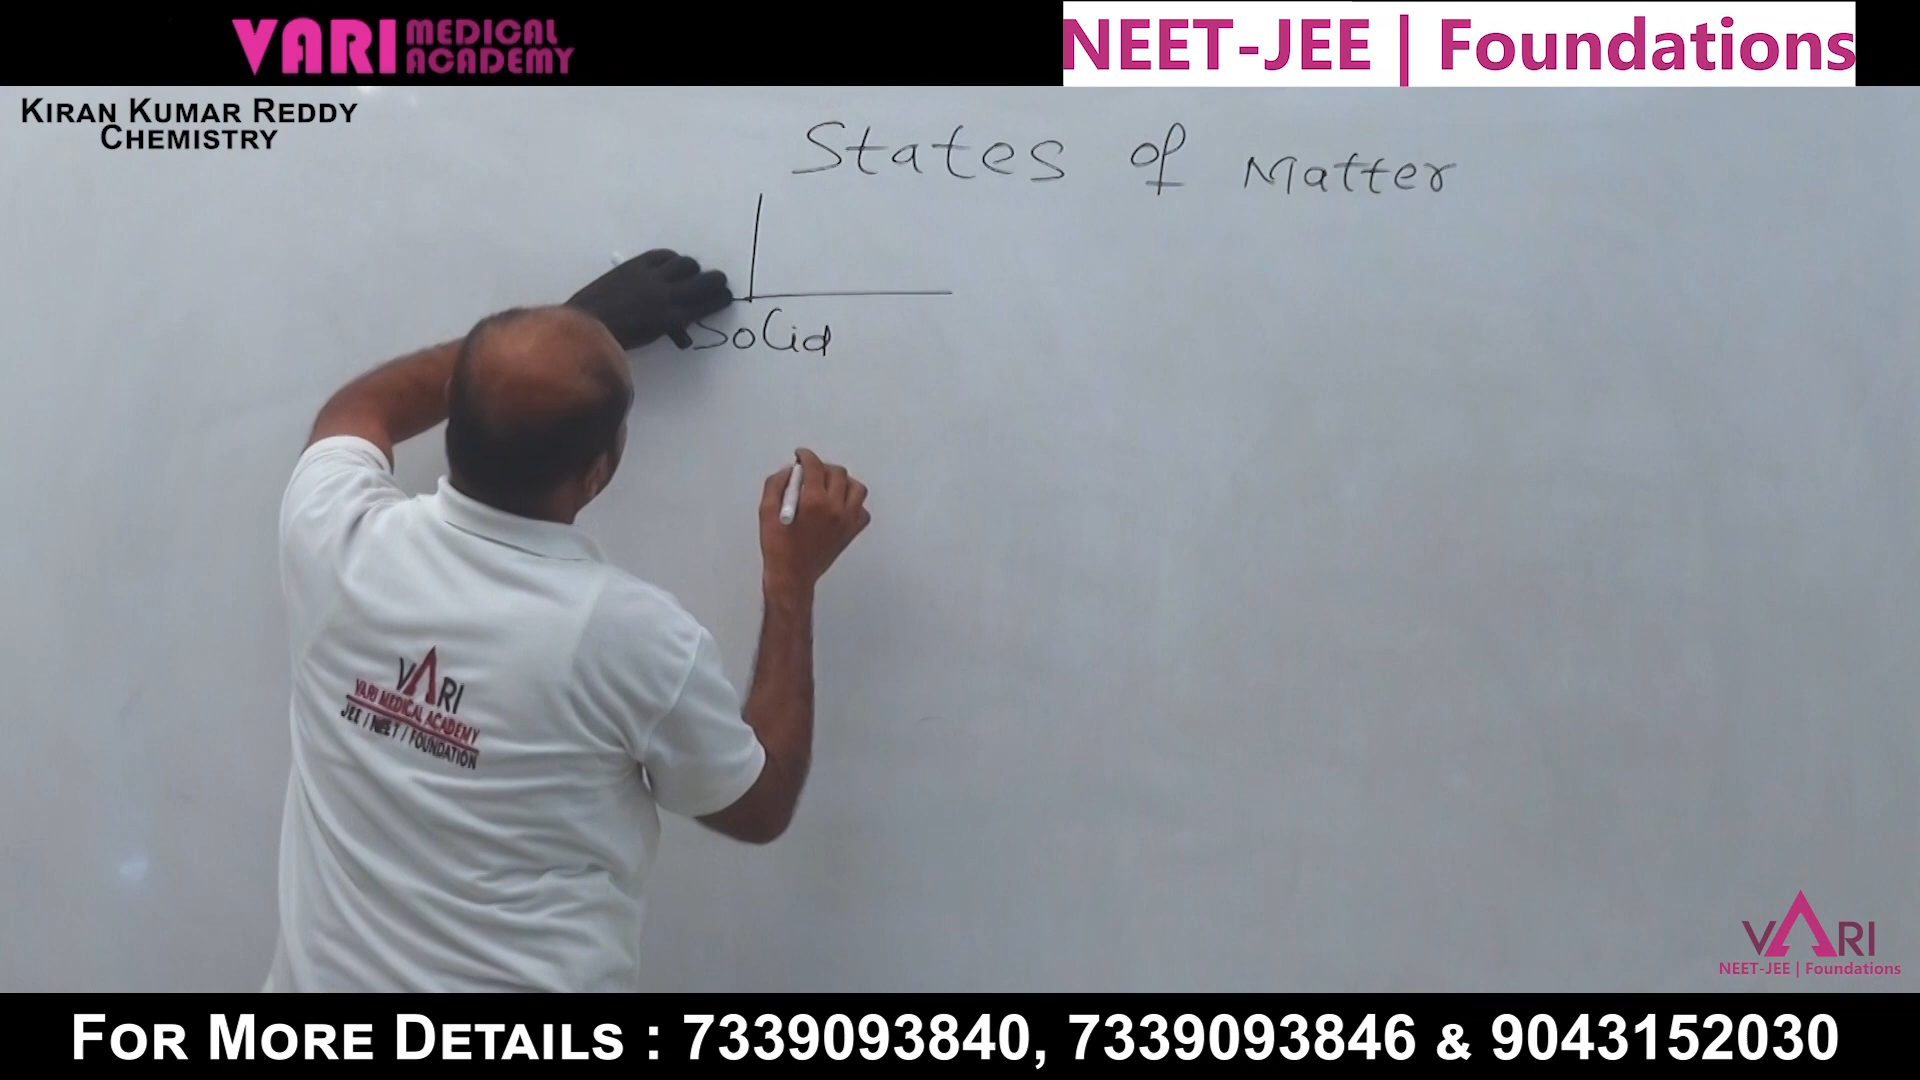 VARI MEDICAL ACADEMY
NEET-JEE | Foundations
KIRAN KUMAR REDDY
CHEMISTRY
States of Matter
Solid
VARI
VARI MEDICAL ACADEMY
JEE / NEET / FOUNDATION
VARI
NEET-JEE | Foundations
FOR MORE DETAILS : 7339093840, 7339093846 & 9043152030